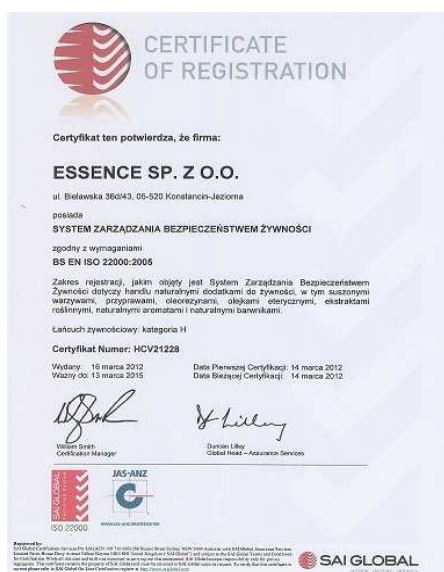 CERTIFICATE
OF REGISTRATION
Certyfikat ten potwierdza, że firma:
ESSENCE SP. Z O.O.
ul. Bielawska 36d/43, 05-520 Konstancin-Jeziorna
posiada
SYSTEM ZARZĄDZANIA BEZPIECZEŃSTWEM ŻYWNOŚCI
zgodny z wymaganiami
BS EN ISO 22000:2005
Zakres rejestracji, jakim objęty jest System Zarządzania Bezpieczeństwem
Żywności dotyczy handlu naturalnymi dodatkami do żywności, w tym suszonymi
warzywami, przyprawami, oleorezynami, olejkami eterycznymi, ekstraktami
roślinnymi, naturalnymi aromatami i naturalnymi barwnikami.
Łańcuch żywnościowy: kategoria H
Certyfikat Numer: HCV21228
Wydany: 16 marca 2012 Data Pierwszej Certyfikacji: 14 marca 2012
Ważny do: 13 marca 2015 Data Bieżącej Certyfikacji: 14 marca 2012
William Smith Duncan Lilley
Certification Manager Global Head – Assurance Services
SAI GLOBAL
JAS-ANZ
ISO 22000
SAI GLOBAL